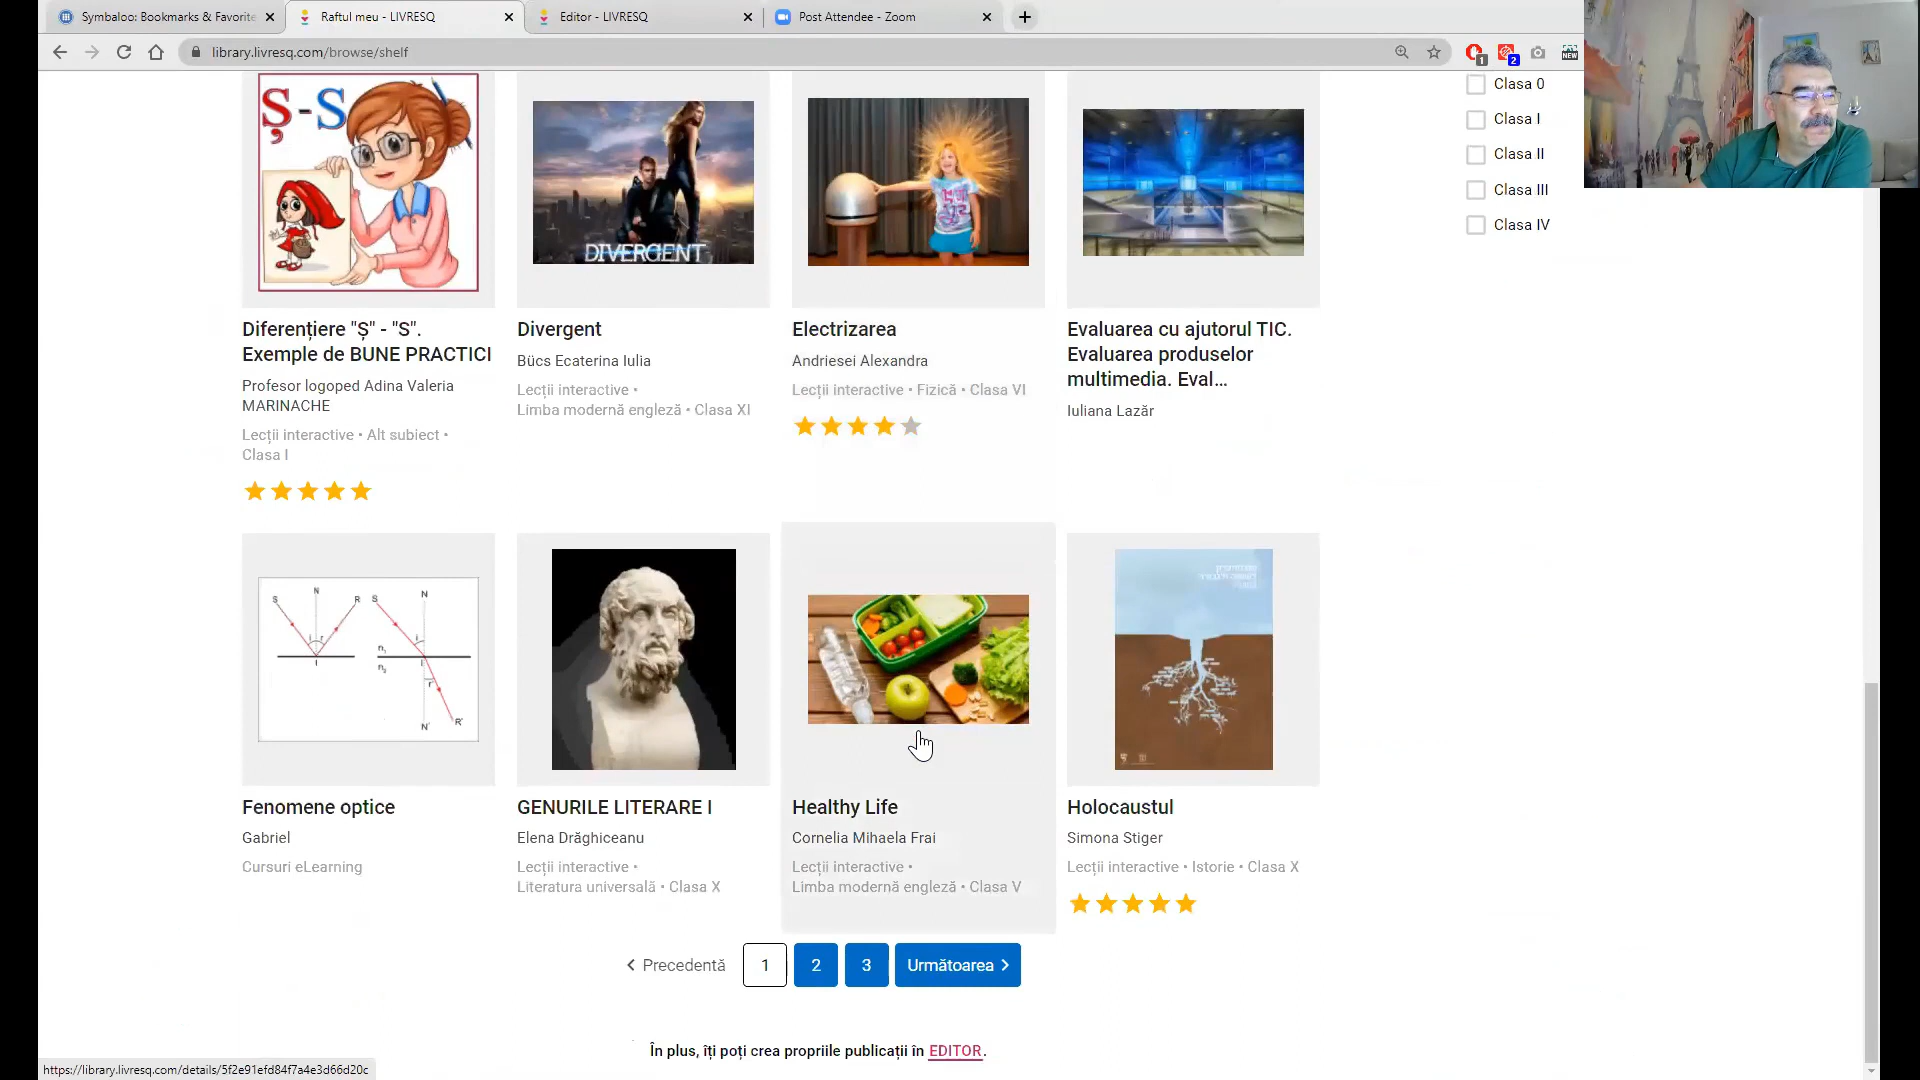 Symbaloo: Bookmarks & Favorite
Raftul meu - LIVRESQ
Editor - LIVRESQ
Post Attendee - Zoom
library.livresq.com/browse/shelf
1
2
NEW
Clasa 0
Clasa I
Clasa II
Clasa III
Clasa IV
Ș - S
DIVERGENT
Diferențiere "Ș" - "S".
Exemple de BUNE PRACTICI
Profesor logoped Adina Valeria
MARINACHE
Lecții interactive • Alt subiect •
Clasa I
Divergent
Bücs Ecaterina Iulia
Lecții interactive •
Limba modernă engleză • Clasa XI
Electrizarea
Andriesei Alexandra
Lecții interactive • Fizică • Clasa VI
Evaluarea cu ajutorul TIC.
Evaluarea produselor
multimedia. Eval...
Iuliana Lazăr
S N R S N
i r i
n₁
I I
n₂
r'
N' R'
Fenomene optice
Gabriel
Cursuri eLearning
GENURILE LITERARE I
Elena Drăghiceanu
Lecții interactive •
Literatura universală • Clasa X
Healthy Life
Cornelia Mihaela Frai
Lecții interactive •
Limba modernă engleză • Clasa V
Holocaustul
Simona Stiger
Lecții interactive • Istorie • Clasa X
Precedentă
1
2
3
Următoarea
În plus, îți poți crea propriile publicații în EDITOR.
https://library.livresq.com/details/5f2e91efd84f7a4e3d66d20c